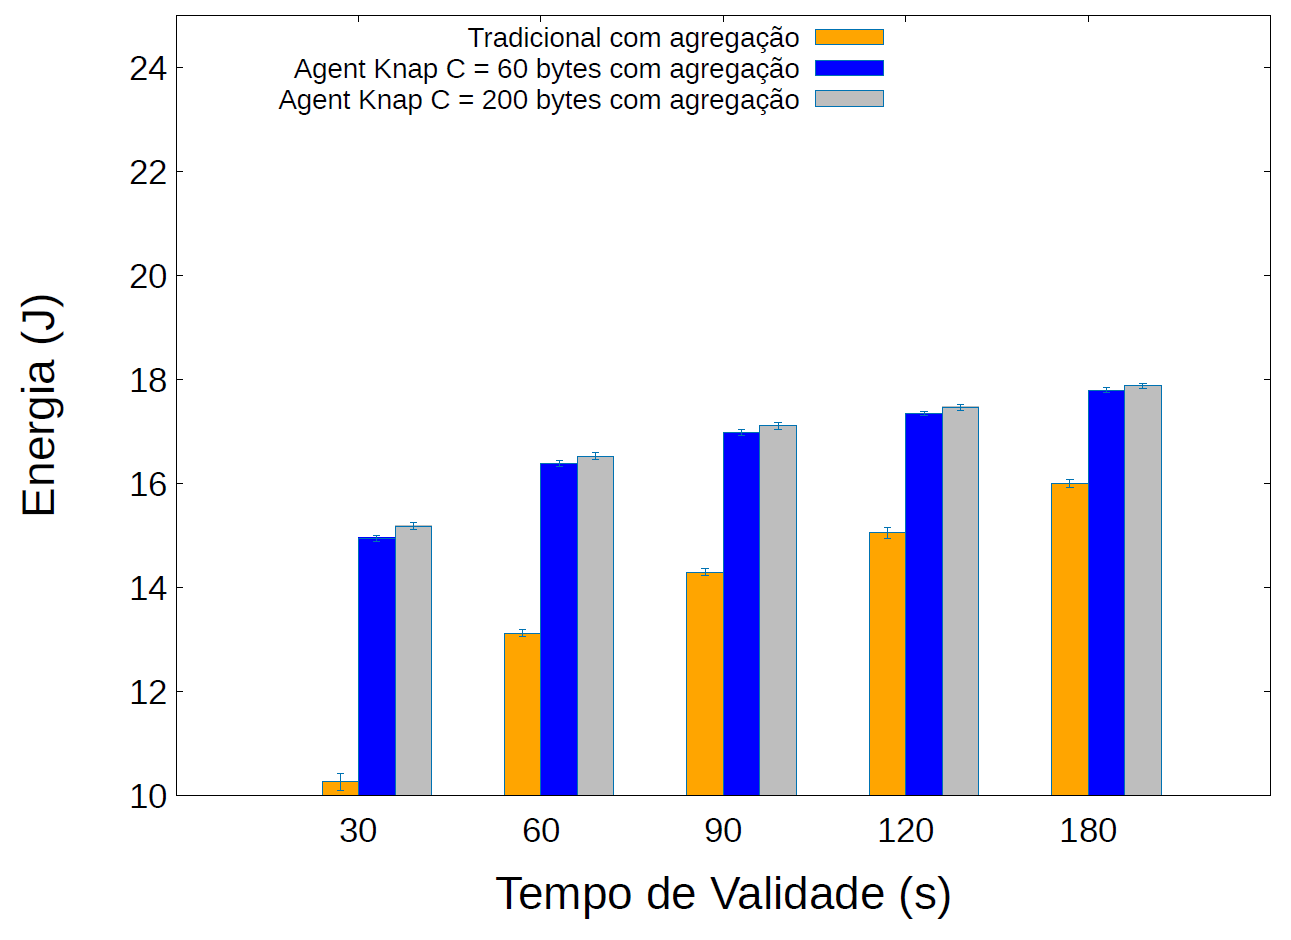 Tradicional com agregação
Agent Knap C = 60 bytes com agregação
Agent Knap C = 200 bytes com agregação
24
22
20
18
16
14
12
10
Energia (J)
30 60 90 120 180
Tempo de Validade (s)